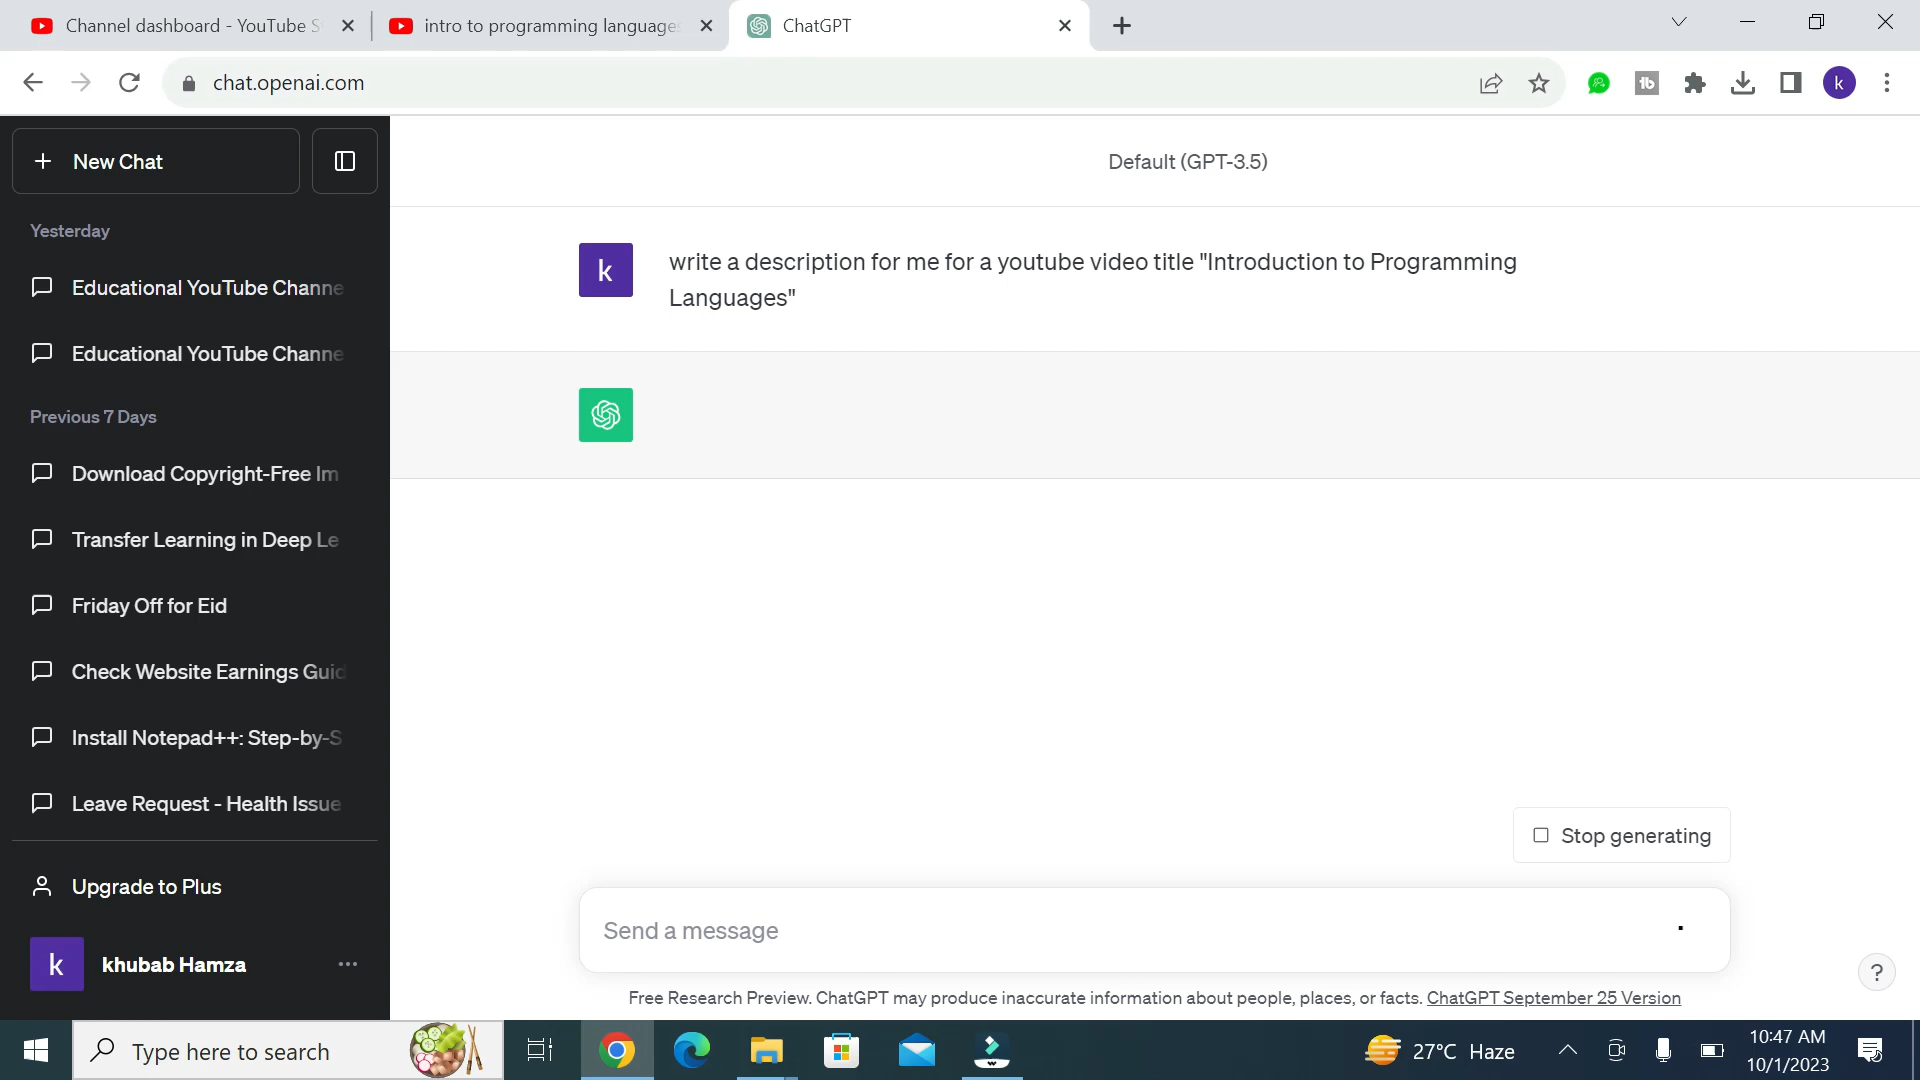 Channel dashboard - YouTube S
intro to programming languages
ChatGPT
chat.openai.com
k
New Chat
Yesterday
Educational YouTube Channe
Educational YouTube Channe
Previous 7 Days
Download Copyright-Free Im
Transfer Learning in Deep Le
Friday Off for Eid
Check Website Earnings Guid
Install Notepad++: Step-by-S
Leave Request - Health Issue
Upgrade to Plus
k
khubab Hamza
Default (GPT-3.5)
k
write a description for me for a youtube video title "Introduction to Programming
Languages"
Stop generating
Send a message
?
Free Research Preview. ChatGPT may produce inaccurate information about people, places, or facts. ChatGPT September 25 Version
Type here to search
27°C Haze
10:47 AM
10/1/2023